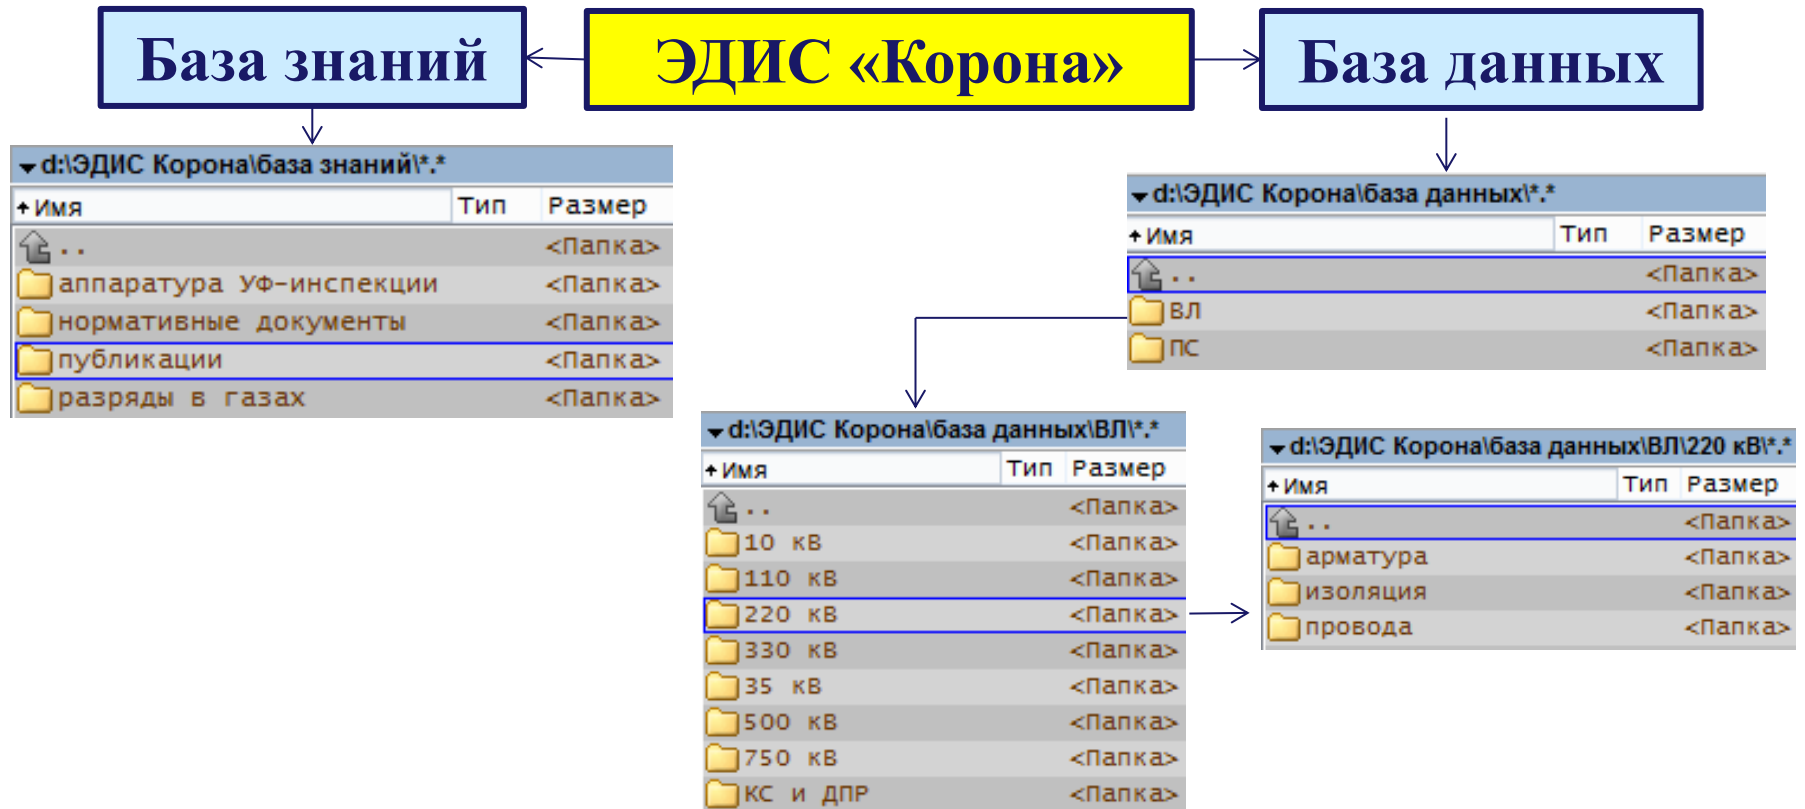 База знаний
ЭДИС «Корона»
База данных
d:\ЭДИС Корона\база знаний\*.*
Имя Тип Размер
.. <Папка>
аппаратура УФ-инспекции <Папка>
нормативные документы <Папка>
публикации <Папка>
разряды в газах <Папка>
d:\ЭДИС Корона\база данных\*.*
Имя Тип Размер
.. <Папка>
ВЛ <Папка>
ПС <Папка>
d:\ЭДИС Корона\база данных\ВЛ\*.*
Имя Тип Размер
.. <Папка>
10 кВ <Папка>
110 кВ <Папка>
220 кВ <Папка>
330 кВ <Папка>
35 кВ <Папка>
500 кВ <Папка>
750 кВ <Папка>
КС и ДПР <Папка>
d:\ЭДИС Корона\база данных\ВЛ\220 кВ\*.*
Имя Тип Размер
.. <Папка>
арматура <Папка>
изоляция <Папка>
провода <Папка>